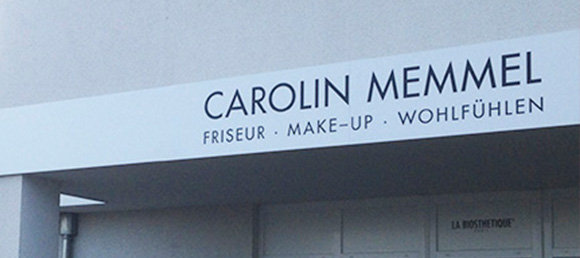 CAROLIN MEMMEL
FRISEUR · MAKE-UP · WOHLFÜHLEN
LA BIOSTHETIQUE®